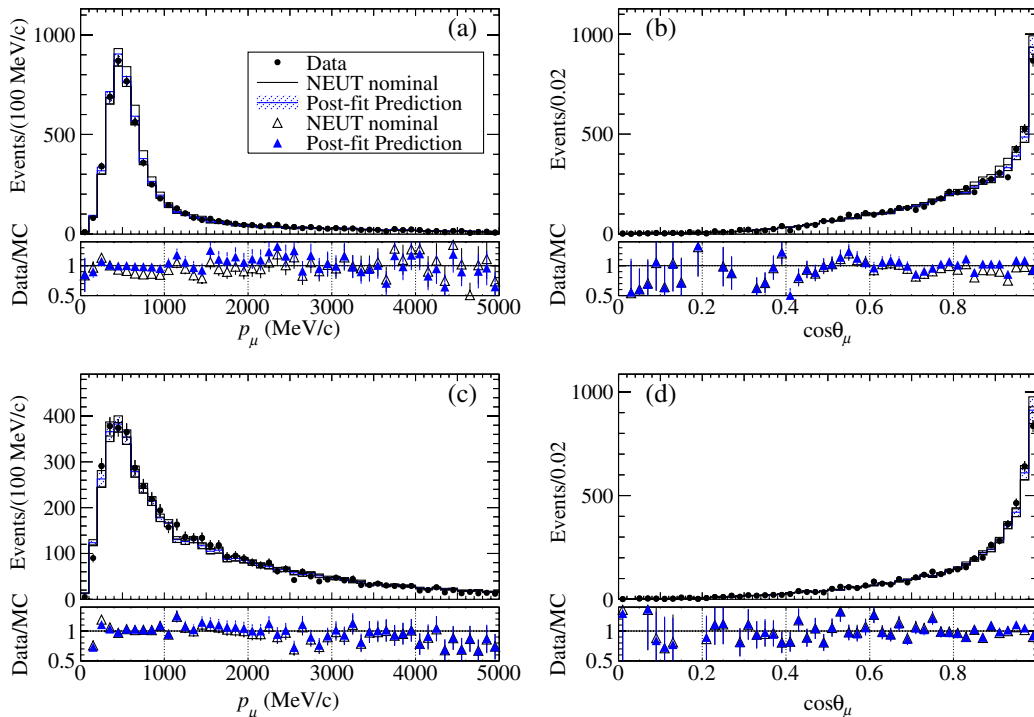 (a)
Events/(100 MeV/c)
1000
500
0
Data
NEUT nominal
Post-fit Prediction
NEUT nominal
Post-fit Prediction
Data/MC
1
0.5
0 1000 2000 3000 4000 5000
pμ (MeV/c)
(b)
Events/0.02
1000
500
0
Data/MC
1
0.5
0 0.2 0.4 0.6 0.8
cosθμ
(c)
Events/(100 MeV/c)
400
300
200
100
0
Data/MC
1
0.5
0 1000 2000 3000 4000 5000
pμ (MeV/c)
(d)
Events/0.02
1000
500
0
Data/MC
1
0.5
0 0.2 0.4 0.6 0.8
cosθμ